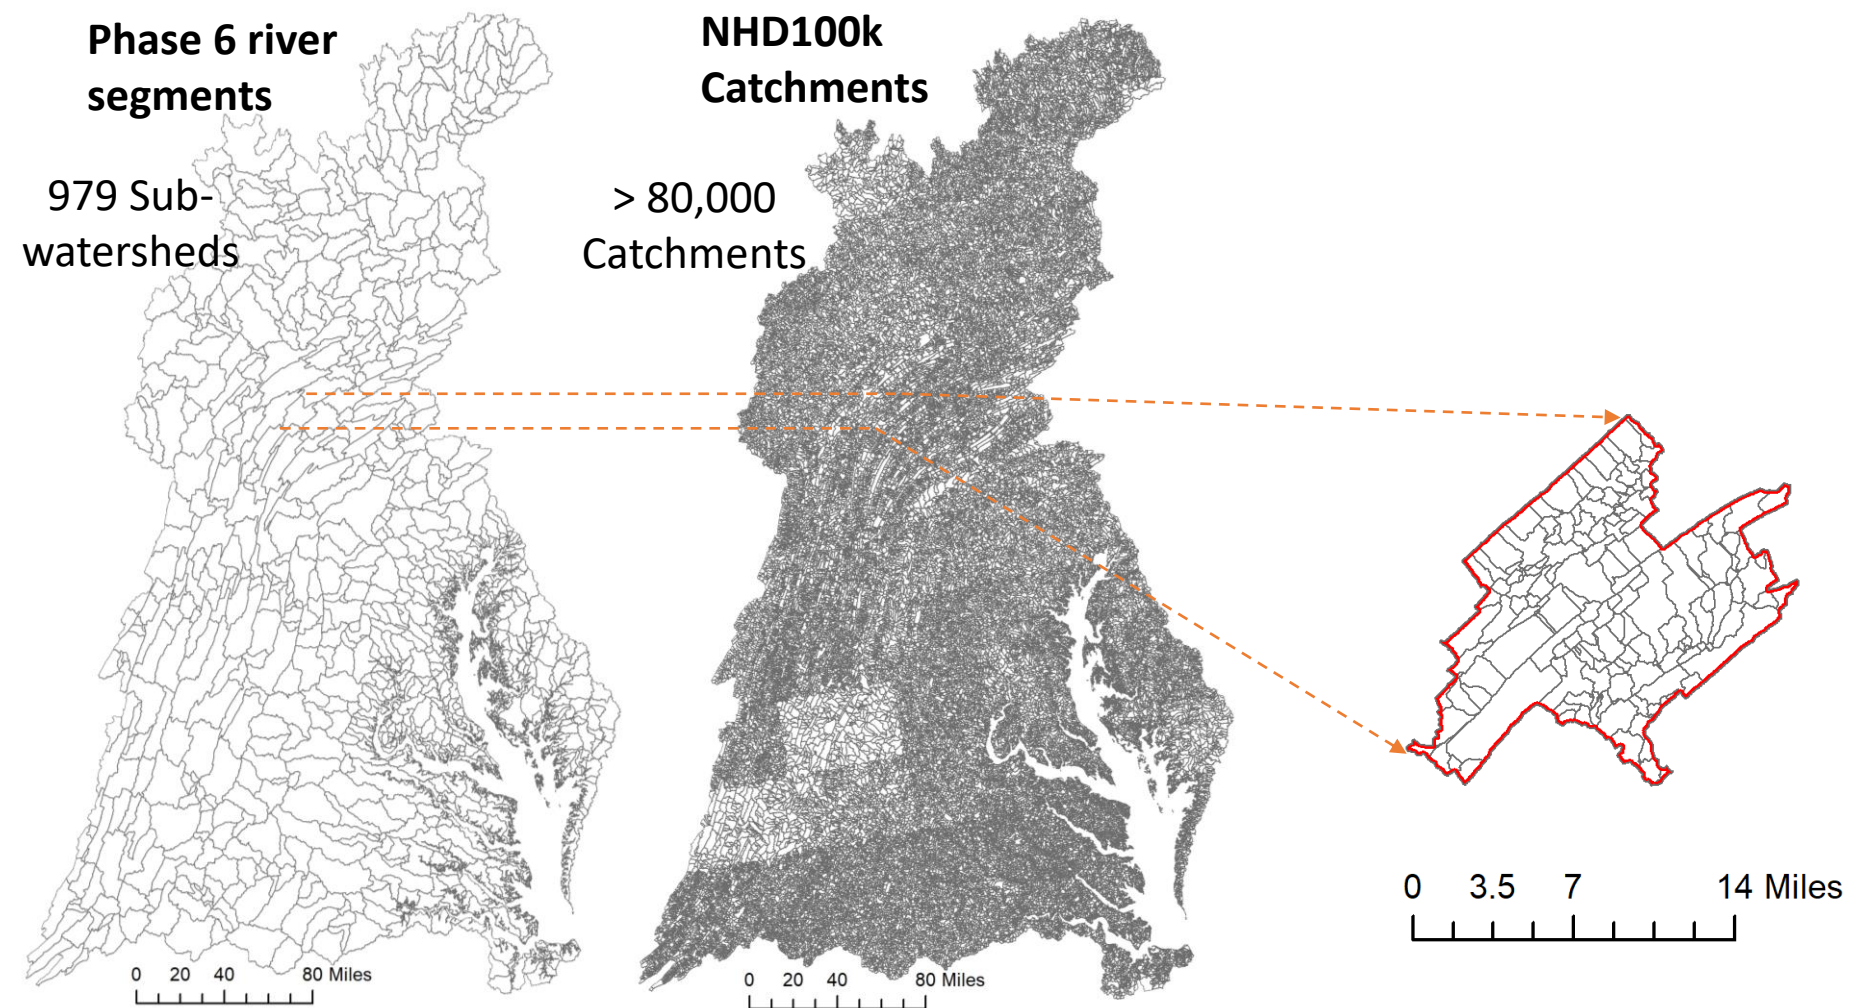 Phase 6 river
segments
979 Sub-
watersheds
NHD100k
Catchments
> 80,000
Catchments
0 20 40 80 Miles
0 20 40 80 Miles
0 3.5 7 14 Miles